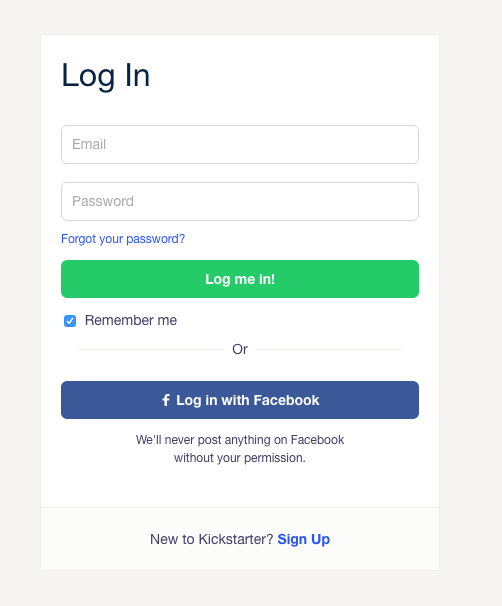 Log In
Email
Password
Forgot your password?
Log me in!
Remember me
Or
Log in with Facebook
We'll never post anything on Facebook
without your permission.
New to Kickstarter? Sign Up